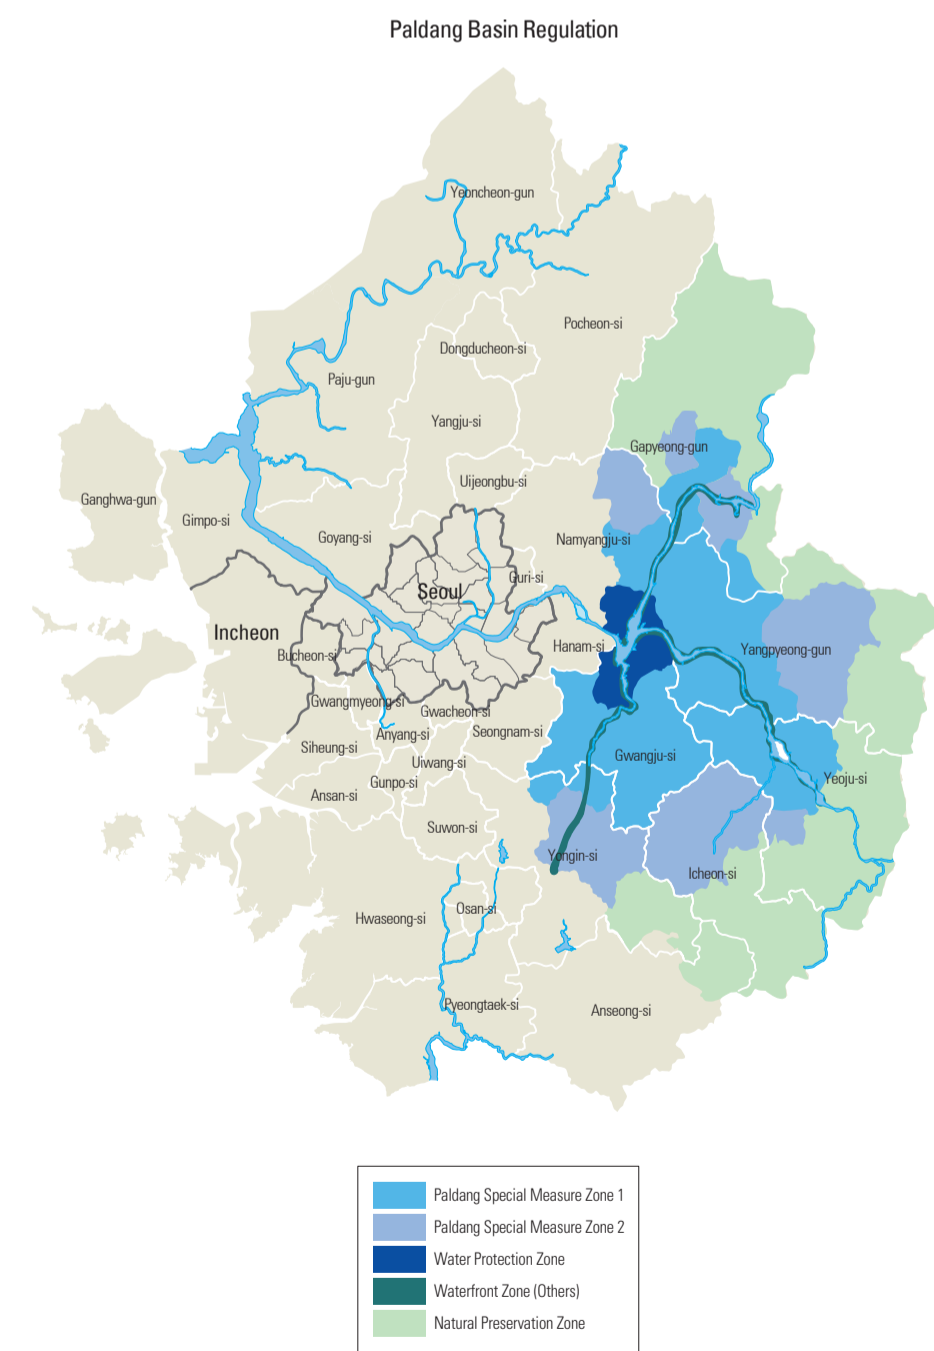 Paldang Basin Regulation
Yeoncheon-gun
Pocheon-si
Dongducheon-si
Paju-gun
Yangju-si
Gapyeong-gun
Uijeongbu-si
Ganghwa-gun
Gimpo-si
Goyang-si
Namyangju-si
Guri-si
Seoul
Incheon
Hanam-si
Yangpyeong-gun
Bucheon-si
Gwangmyeong-si
Gwacheon-si
Seongnam-si
Anyang-si
Siheung-si
Uiwang-si
Gwangju-si
Yeoju-si
Gunpo-si
Ansan-si
Suwon-si
Yongin-si
Icheon-si
Osan-si
Hwaseong-si
Pyeongtaek-si
Anseong-si
Paldang Special Measure Zone 1
Paldang Special Measure Zone 2
Water Protection Zone
Waterfront Zone (Others)
Natural Preservation Zone